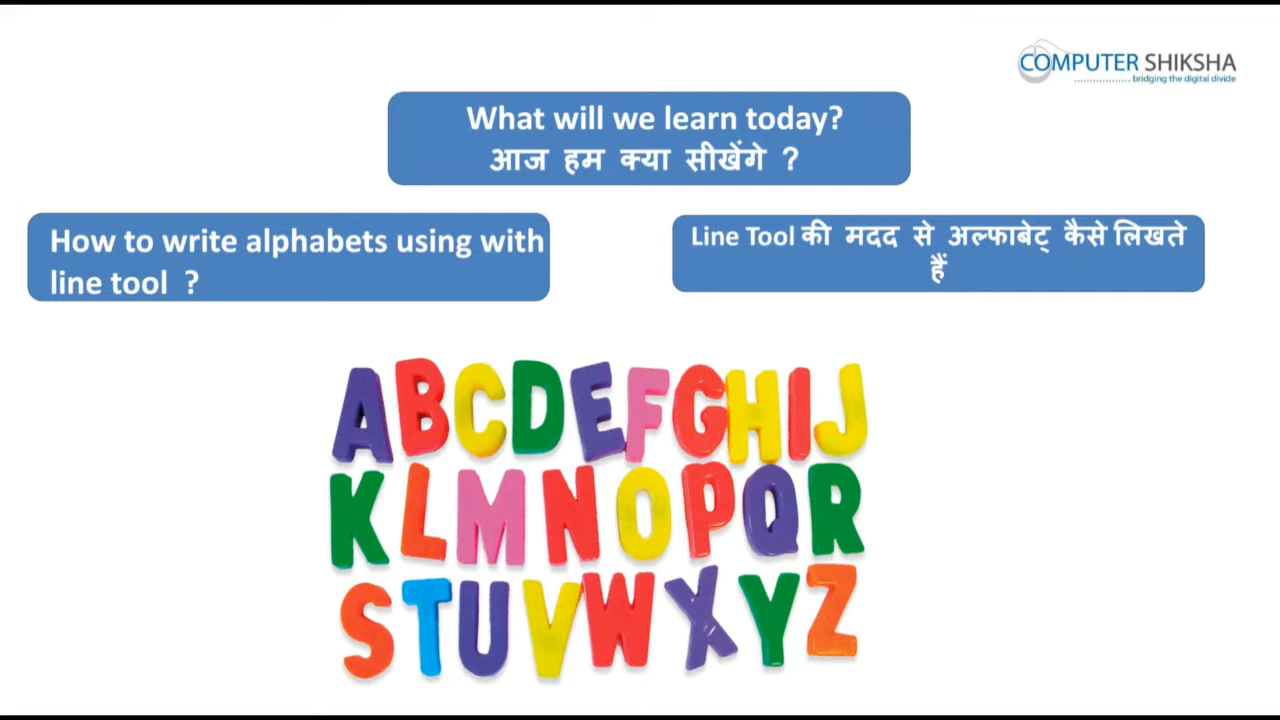 COMPUTER SHIKSHA
bridging the digital divide
What will we learn today?
आज हम क्या सीखेंगे ?
How to write alphabets using with
line tool ?
Line Tool की मदद से अल्फाबेट् कैसे लिखते
हैं
ABCDEFGHIJ
KLMNOPQR
STUVWXYZ